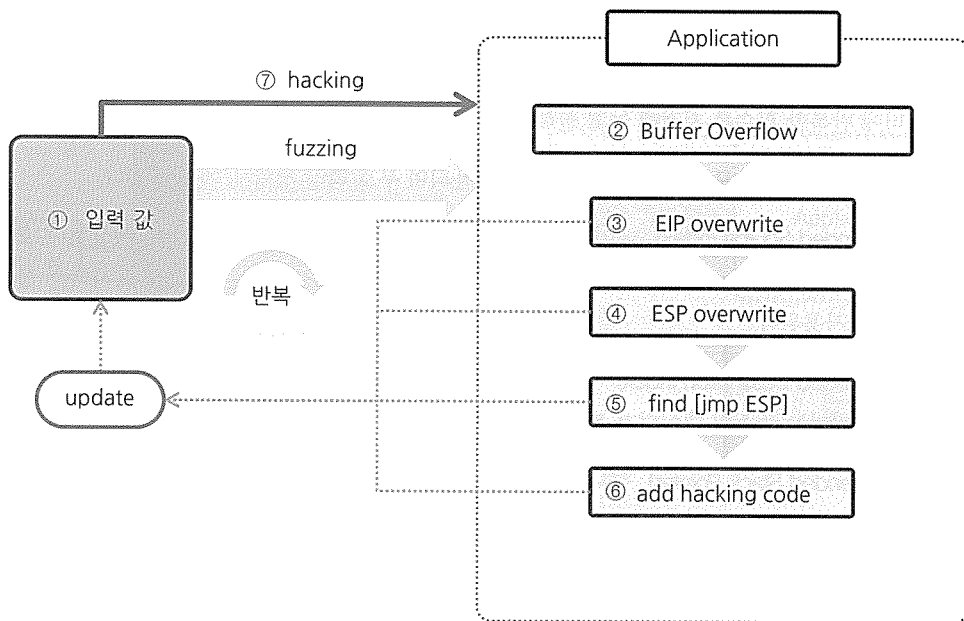 Application
⑦ hacking
② Buffer Overflow
fuzzing
① 입력 값
③ EIP overwrite
반복
④ ESP overwrite
update
⑤ find [jmp ESP]
⑥ add hacking code